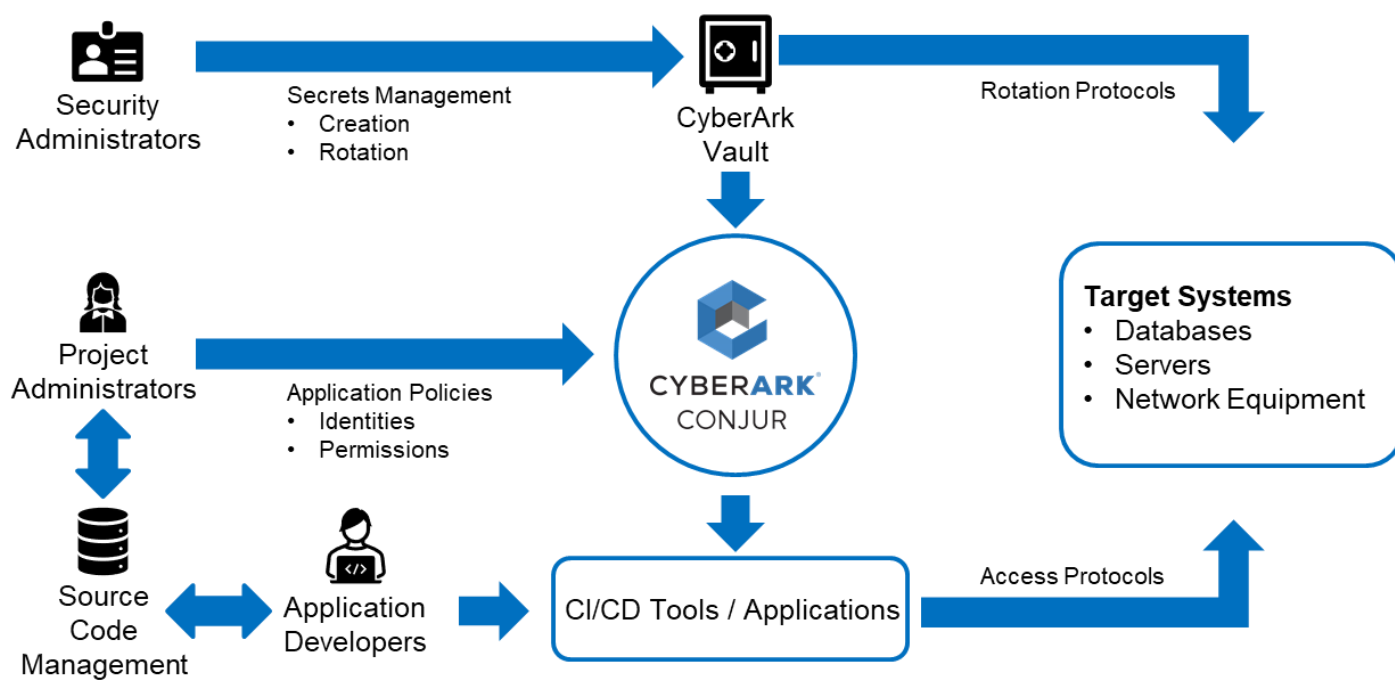 Security
Administrators
Secrets Management
• Creation
• Rotation
CyberArk
Vault
Rotation Protocols
Project
Administrators
Application Policies
• Identities
• Permissions
CYBERARK®
CONJUR
Target Systems
• Databases
• Servers
• Network Equipment
Source
Code
Management
</>
Application
Developers
CI/CD Tools / Applications
Access Protocols